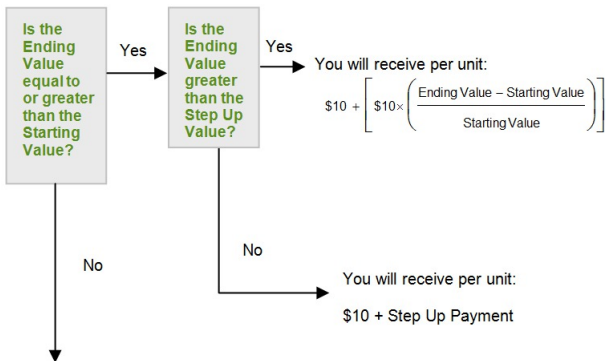 Is the
Ending
Value
equal to
or greater
than the
Starting
Value?
Yes
Is the
Ending
Value
greater
than the
Step Up
Value?
Yes
You will receive per unit:
$10 + [ $10× ( Ending Value – Starting Value
Starting Value ) ]
No
No
You will receive per unit:
$10 + Step Up Payment